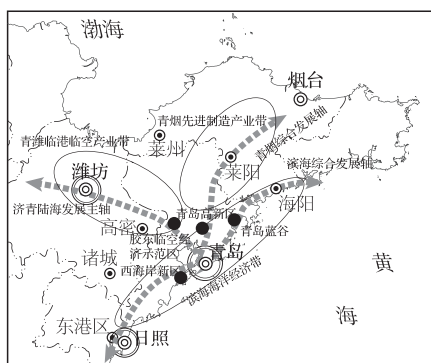 渤海
烟台
青烟先进制造产业带
青烟综合发展轴
青潍临港临空产业带
莱州
莱阳
滨海综合发展轴
潍坊
海阳
济青陆海发展主轴
青岛高新区
高密
青岛蓝谷
胶东临空经
济示范区
青岛
诸城
西海岸新区
滨海海洋经济带
黄
海
东港区
日照